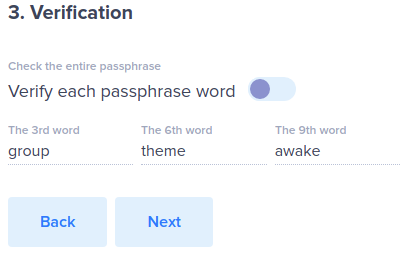 3. Verification
Check the entire passphrase
Verify each passphrase word
The 3rd word The 6th word The 9th word
group theme awake
Back Next